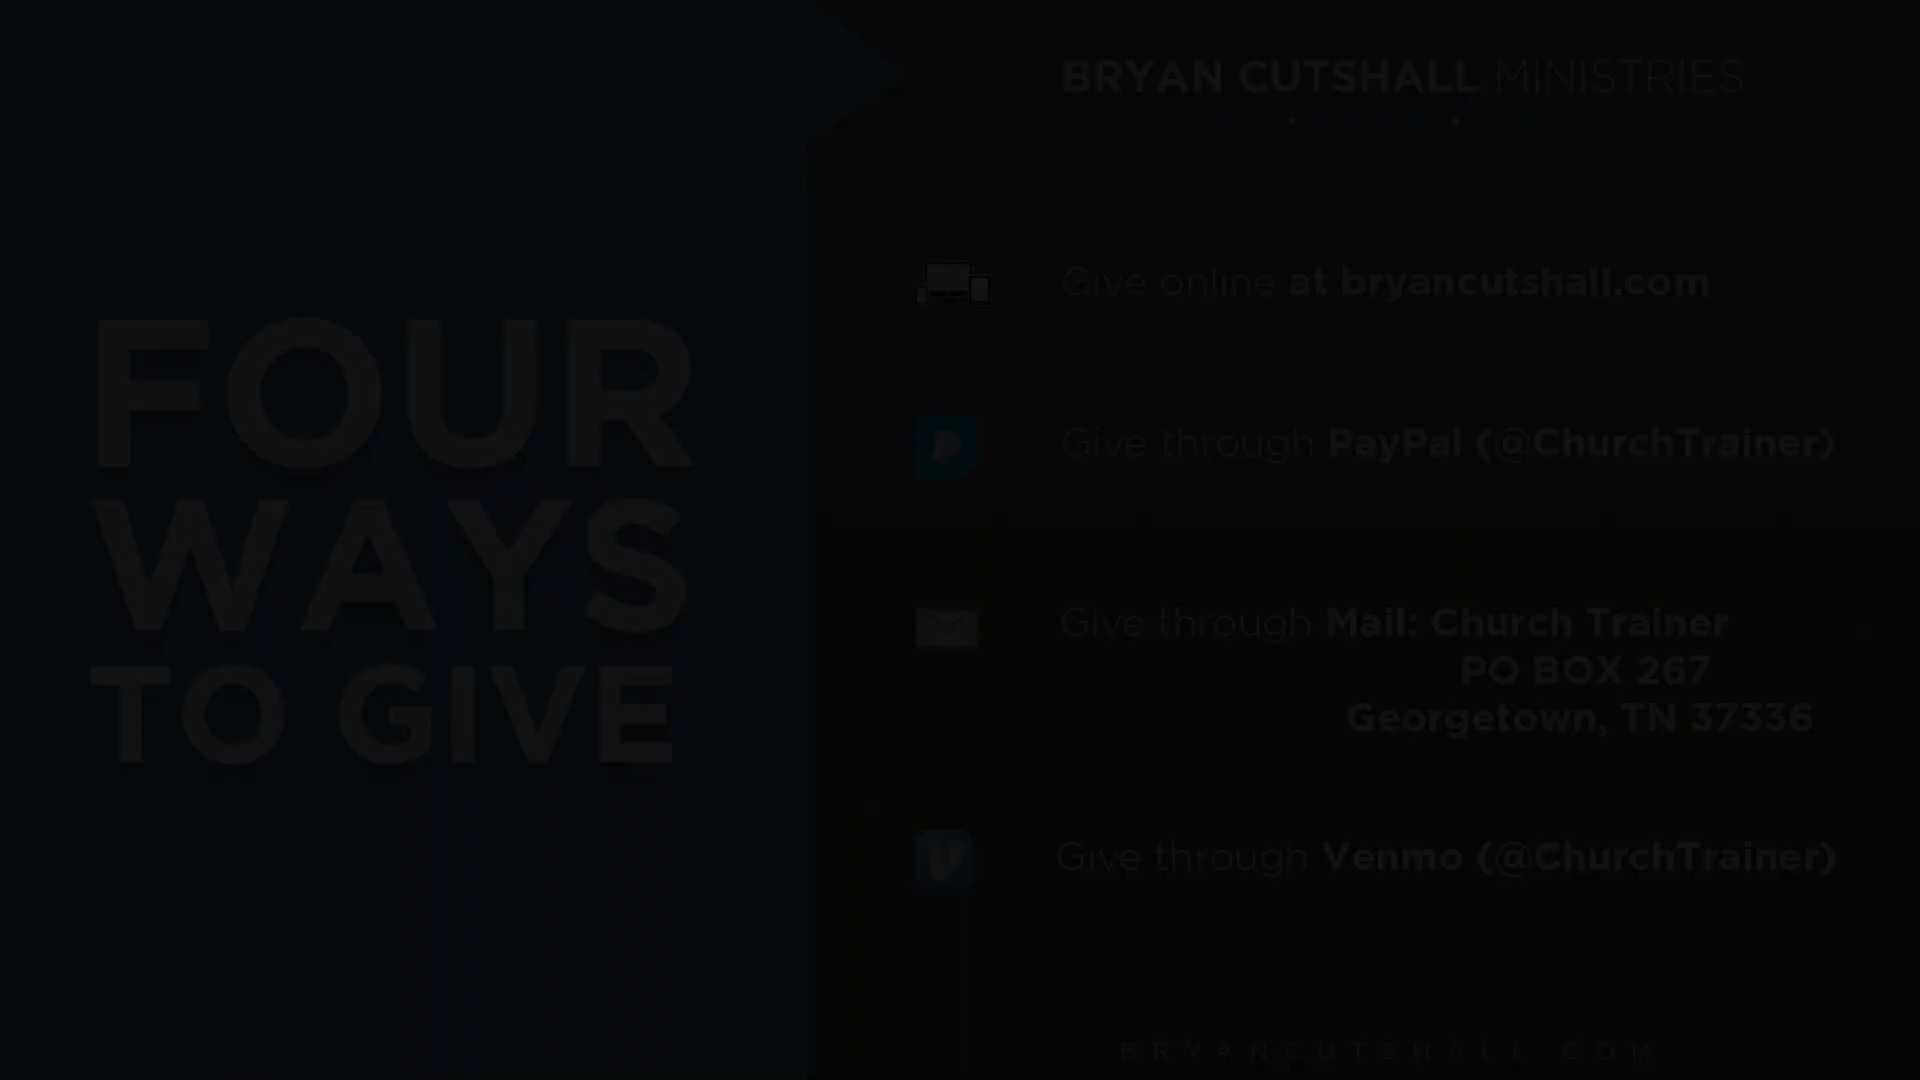 FOUR
WAYS
TO GIVE
BRYAN CUTSHALL MINISTRIES
Give online at bryancutshall.com
Give through PayPal (@ChurchTrainer)
Give through Mail: Church Trainer
PO BOX 267
Georgetown, TN 37336
Give through Venmo (@ChurchTrainer)
BRYANCUTSHALL.COM